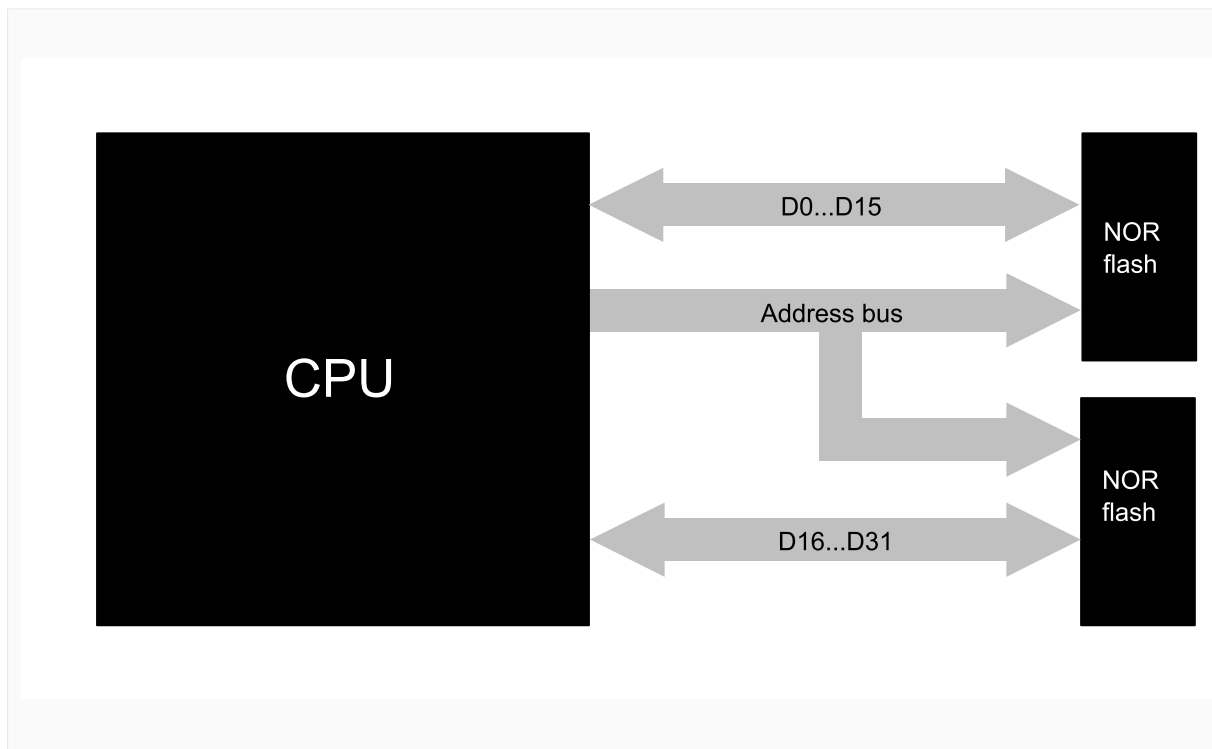 D0...D15
NOR
flash
Address bus
CPU
NOR
flash
D16...D31